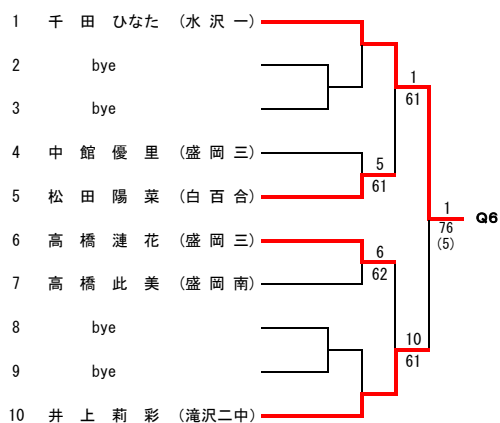 1 千 田 ひなた (水 沢 一)
2 bye
3 bye
4 中 館 優 里 (盛 岡 三)
5 松 田 陽 菜 (白 百 合)
6 高 橋 漣 花 (盛 岡 三)
7 高 橋 此 美 (盛 岡 南)
8 bye
9 bye
10 井 上 莉 彩 (滝沢二中)
1
61
5
61
6
62
10
61
1
76
(5)
Q6